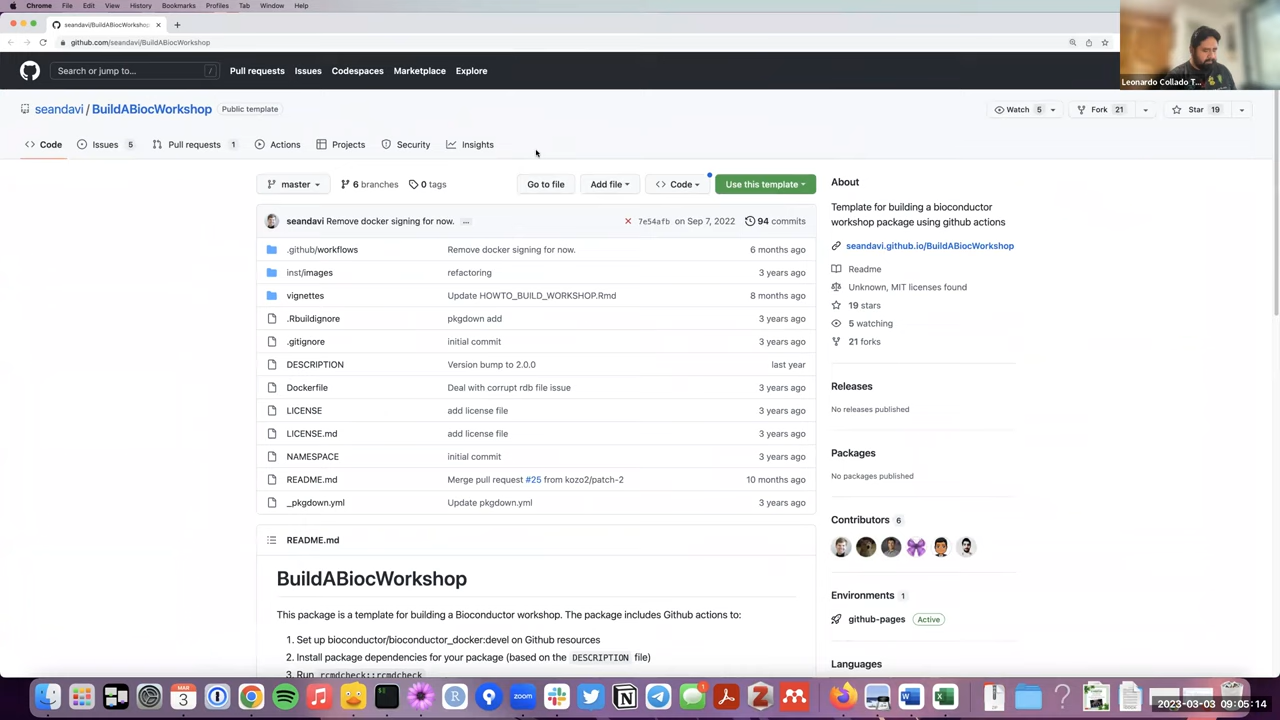 Chrome File Edit View History Bookmarks Profiles Tab Window Help
seandavi/BuildABiocWorkshop
github.com/seandavi/BuildABiocWorkshop
Leonardo Collado T...
Search or jump to... /
Pull requests Issues Codespaces Marketplace Explore
seandavi / BuildABiocWorkshop Public template
Watch 5 Fork 21 Star 19
Code Issues 5 Pull requests 1 Actions Projects Security Insights
master 6 branches 0 tags Go to file Add file Code Use this template
seandavi Remove docker signing for now. ... 7e54afb on Sep 7, 2022 94 commits
.github/workflows Remove docker signing for now. 6 months ago
inst/images refactoring 3 years ago
vignettes Update HOWTO_BUILD_WORKSHOP.Rmd 8 months ago
.Rbuildignore pkgdown add 3 years ago
.gitignore initial commit 3 years ago
DESCRIPTION Version bump to 2.0.0 last year
Dockerfile Deal with corrupt rdb file issue 3 years ago
LICENSE add license file 3 years ago
LICENSE.md add license file 3 years ago
NAMESPACE initial commit 3 years ago
README.md Merge pull request #25 from kozo2/patch-2 10 months ago
_pkgdown.yml Update pkgdown.yml 3 years ago
README.md
BuildABiocWorkshop
This package is a template for building a Bioconductor workshop. The package includes Github actions to:
1. Set up bioconductor/bioconductor_docker:devel on Github resources
2. Install package dependencies for your package (based on the DESCRIPTION file)
3. Run rcmdcheck::rcmdcheck
About
Template for building a bioconductor
workshop package using github actions
seandavi.github.io/BuildABiocWorkshop
Readme
Unknown, MIT licenses found
19 stars
5 watching
21 forks
Releases
No releases published
Packages
No packages published
Contributors 6
Environments 1
github-pages Active
Languages
MAR
3
zoom
2023-03-03 09:05:14